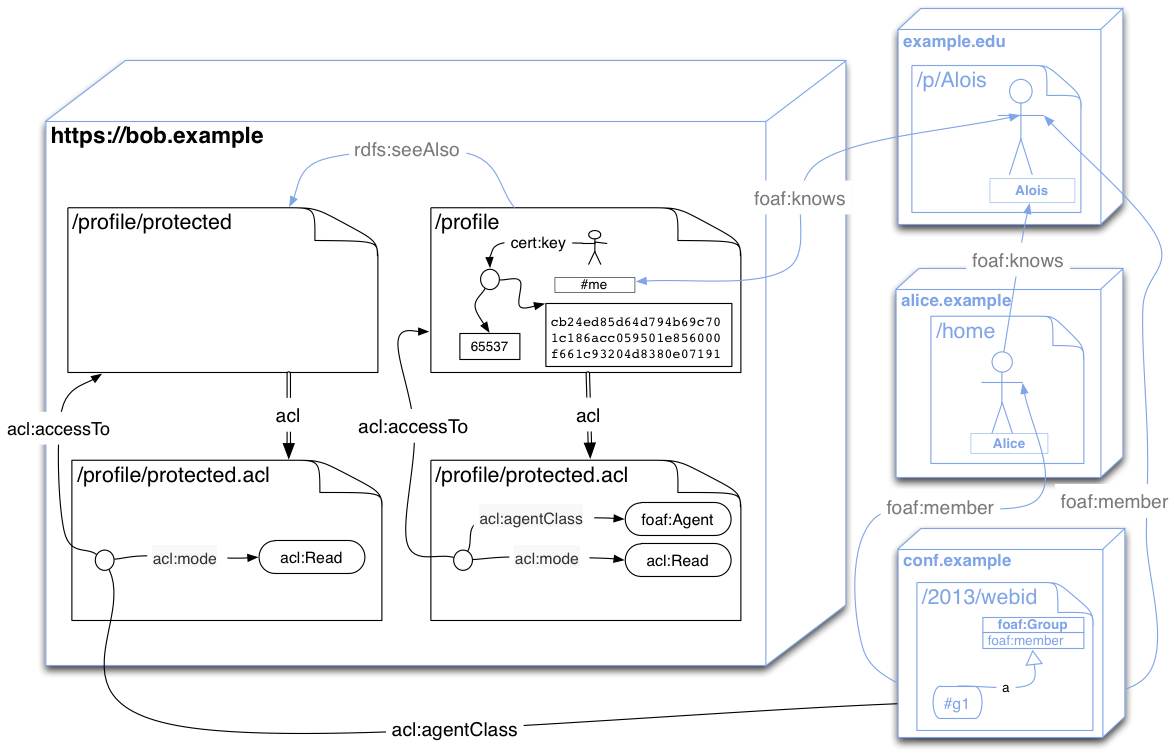 example.edu
/p/Alois
Alois
https://bob.example
rdfs:seeAlso
foaf:knows
/profile/protected
/profile
cert:key
#me
65537
cb24ed85d64d794b69c70
1c186acc059501e856000
f661c93204d8380e07191
foaf:knows
alice.example
/home
Alice
acl:accessTo
acl
acl:accessTo
acl
/profile/protected.acl
acl:mode
acl:Read
/profile/protected.acl
acl:agentClass
foaf:Agent
acl:mode
acl:Read
foaf:member
foaf:member
conf.example
/2013/webid
foaf:Group
foaf:member
a
#g1
acl:agentClass